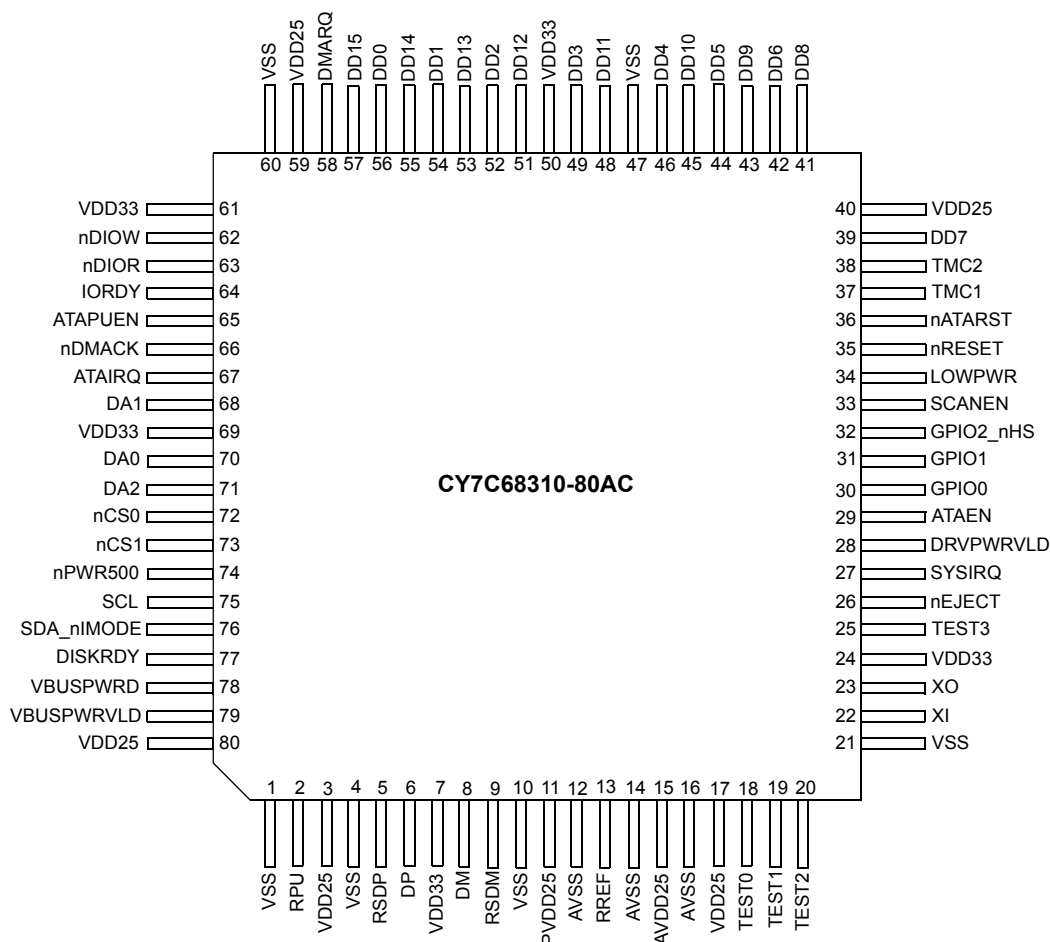 VSS
VDD25
DMARQ
DD15
DD0
DD14
DD1
DD13
DD2
DD12
VDD33
DD3
DD11
VSS
DD4
DD10
DD5
DD9
DD6
DD8
60 59 58 57 56 55 54 53 52 51 50 49 48 47 46 45 44 43 42 41
VDD33 61 40 VDD25
nDIOW 62 39 DD7
nDIOR 63 38 TMC2
IORDY 64 37 TMC1
ATAPUEN 65 36 nATARST
nDMACK 66 35 nRESET
ATAIRQ 67 34 LOWPWR
DA1 68 33 SCANEN
VDD33 69 32 GPIO2_nHS
DA0 70 31 GPIO1
CY7C68310-80AC
DA2 71 30 GPIO0
nCS0 72 29 ATAEN
nCS1 73 28 DRVPWRVLD
nPWR500 74 27 SYSIRQ
SCL 75 26 nEJECT
SDA_nIMODE 76 25 TEST3
DISKRDY 77 24 VDD33
VBUSPWRD 78 23 XO
VBUSPWRVLD 79 22 XI
VDD25 80 21 VSS
1 2 3 4 5 6 7 8 9 10 11 12 13 14 15 16 17 18 19 20
VSS
RPU
VDD25
VSS
RSDP
DP
VDD33
DM
RSDM
VSS
PVDD25
AVSS
RREF
AVSS
AVDD25
AVSS
VDD25
TEST0
TEST1
TEST2